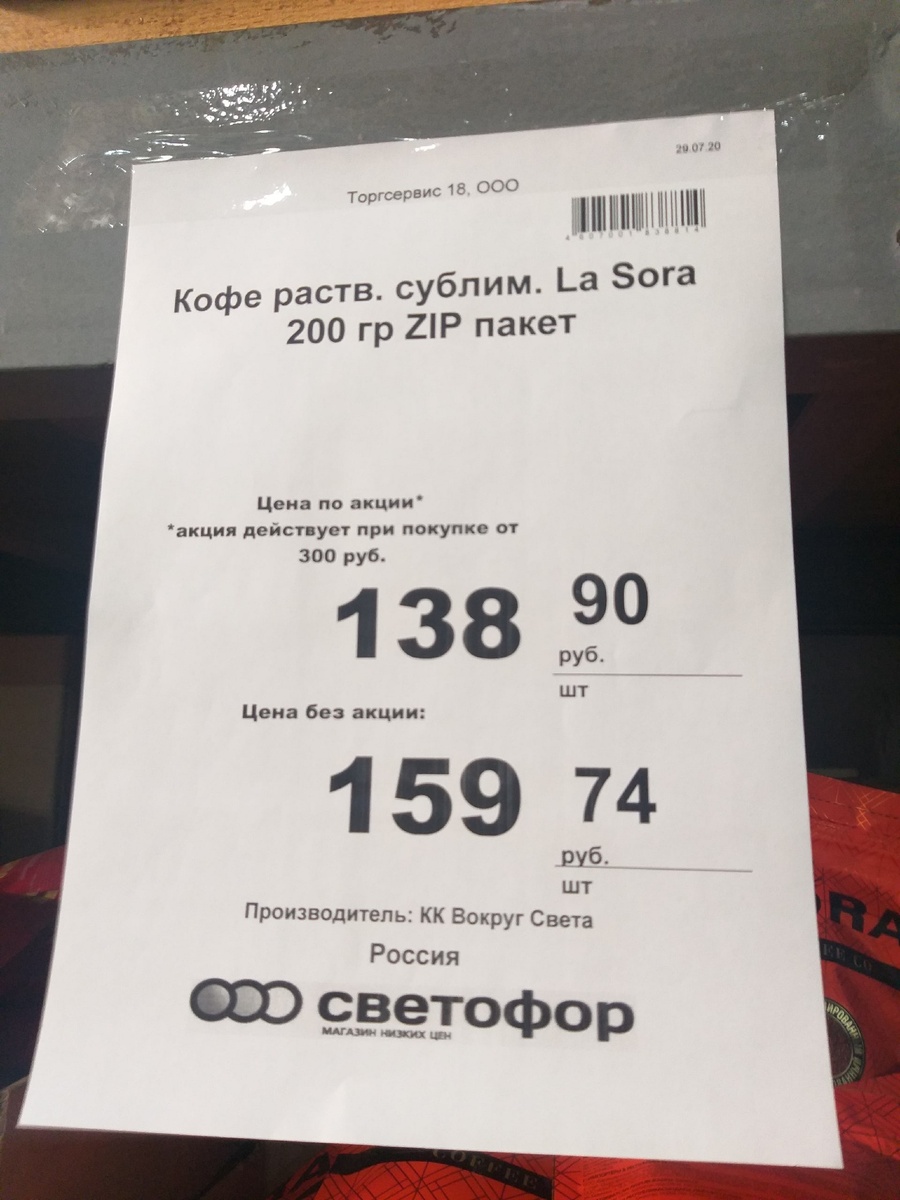 29.07.20
Торгсервис 18, ООО
Кофе раств. сублим. La Sora
200 гр ZIP пакет
Цена по акции*
*акция действует при покупке от
300 руб.
138 90
руб.
шт
Цена без акции:
159 74
руб.
шт
Производитель: КК Вокруг Света
Россия
светофор
МАГАЗИН НИЗКИХ ЦЕН
COFFEE